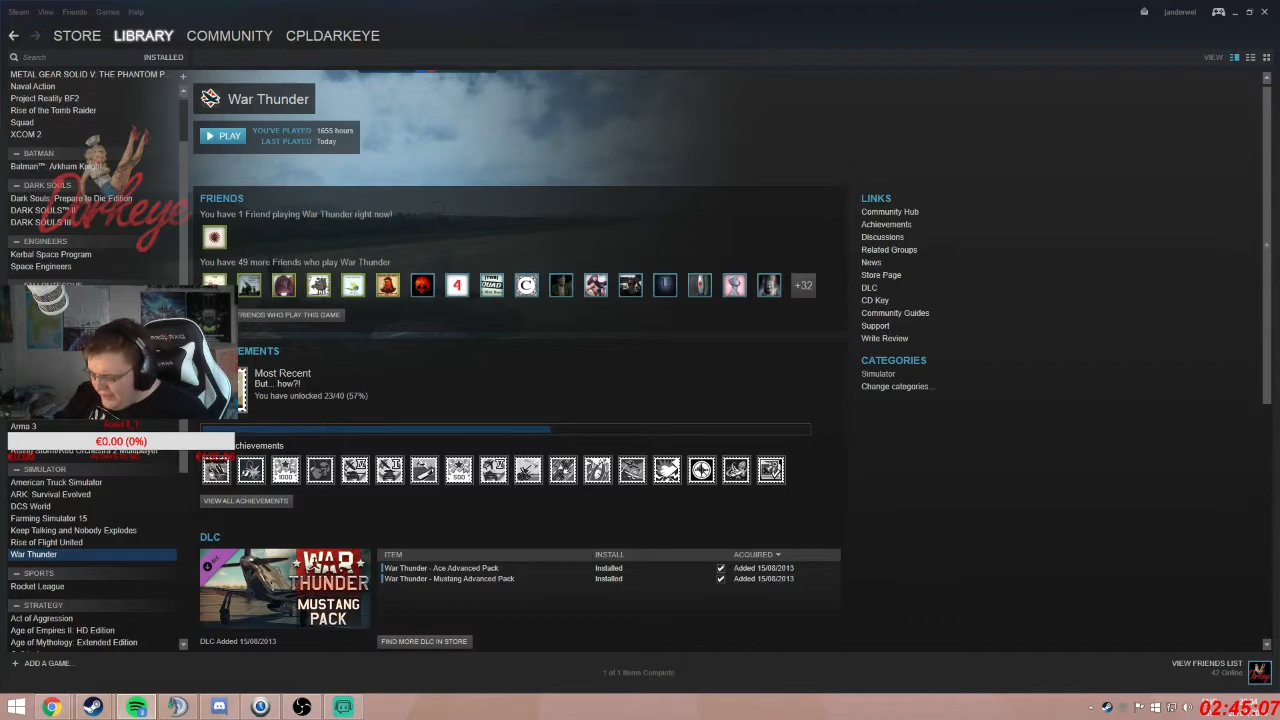 Steam View Friends Games Help
janderwel
STORE LIBRARY COMMUNITY CPLDARKEYE
Search INSTALLED
VIEW
METAL GEAR SOLID V: THE PHANTOM P...
Naval Action
Project Reality BF2
Rise of the Tomb Raider
Squad
XCOM 2
BATMAN
Batman™: Arkham Knight
DARK SOULS
Dark Souls: Prepare to Die Edition
DARK SOULS™ II
DARK SOULS III
Darkeye
ENGINEERS
Kerbal Space Program
Space Engineers
Arma 3
€0.00 (0%)
SIMULATOR
American Truck Simulator
ARK: Survival Evolved
DCS World
Farming Simulator 15
Keep Talking and Nobody Explodes
Rise of Flight United
War Thunder
SPORTS
Rocket League
STRATEGY
Act of Aggression
Age of Empires II: HD Edition
Age of Mythology: Extended Edition
+ ADD A GAME...
War Thunder
PLAY
YOU'VE PLAYED 1655 hours
LAST PLAYED Today
FRIENDS
You have 1 Friend playing War Thunder right now!
You have 49 more Friends who play War Thunder
4
QUAD
C
+32
FRIENDS WHO PLAY THIS GAME
EMENTS
Most Recent
But... how?!
You have unlocked 23/40 (57%)
chievements
1000
500
VIEW ALL ACHIEVEMENTS
DLC
WAR THUNDER
MUSTANG PACK
DLC Added 15/08/2013
ITEM INSTALL ACQUIRED
War Thunder - Ace Advanced Pack Installed Added 15/08/2013
War Thunder - Mustang Advanced Pack Installed Added 15/08/2013
FIND MORE DLC IN STORE
LINKS
Community Hub
Achievements
Discussions
Related Groups
News
Store Page
DLC
CD Key
Community Guides
Support
Write Review
CATEGORIES
Simulator
Change categories...
1 of 1 Items Complete
VIEW FRIENDS LIST
42 Online
02:45:07